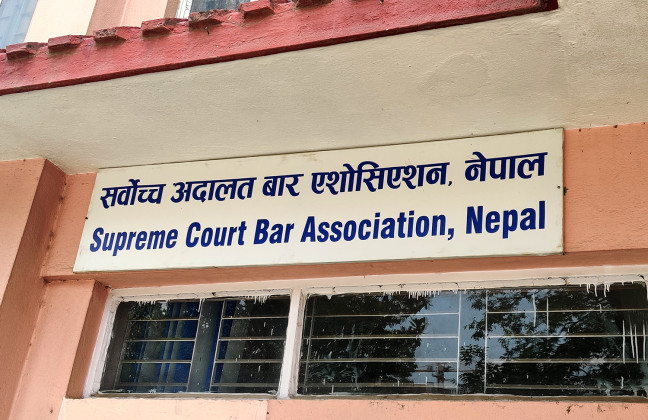 सर्वोच्च अदालत बार एशोसिएशन, नेपाल
Supreme Court Bar Association, Nepal